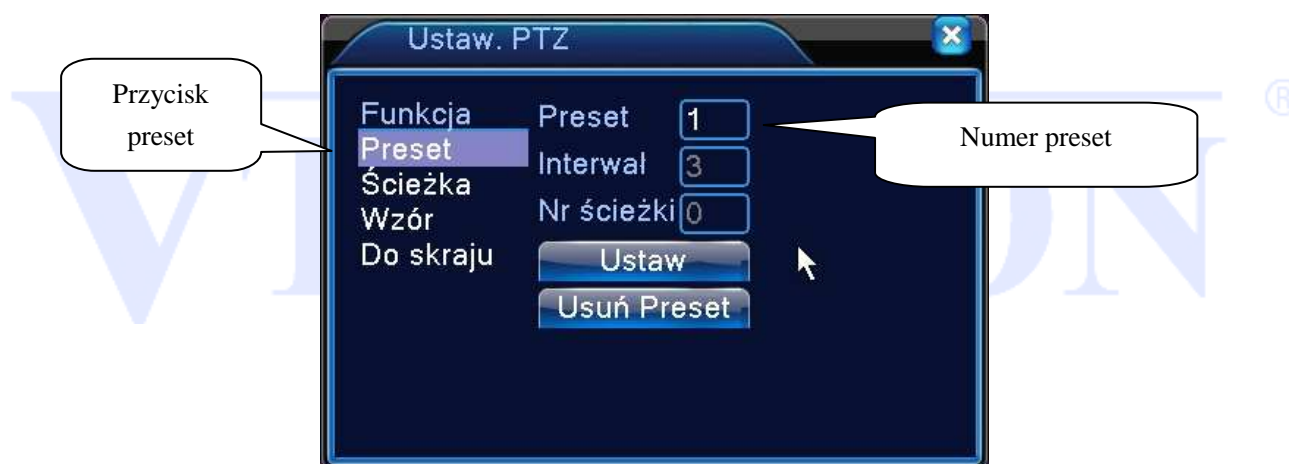 Ustaw. PTZ
Przycisk
preset
Funkcja
Preset
Ścieżka
Wzór
Do skraju
Preset 1
Interwał 3
Nr ścieżki 0
Ustaw
Usuń Preset
Numer preset
®